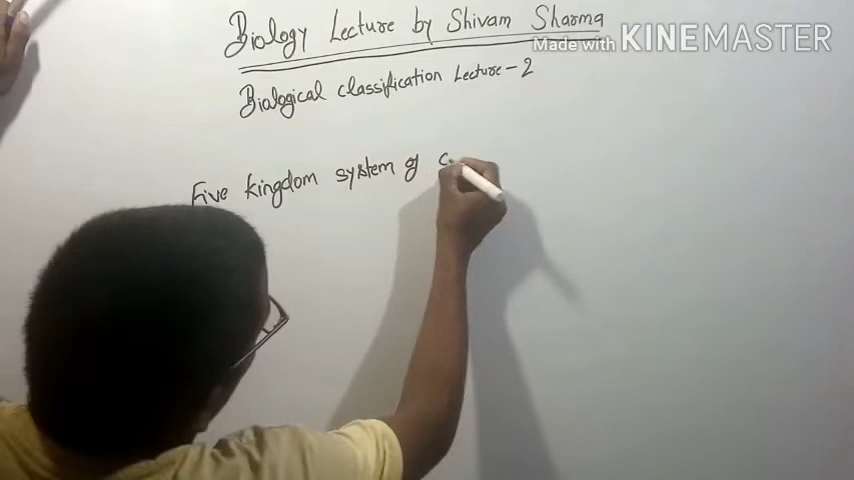 Biology Lecture by Shivam Sharma
Made with KINEMASTER
Biological classification Lecture-2
Five kingdom system of c